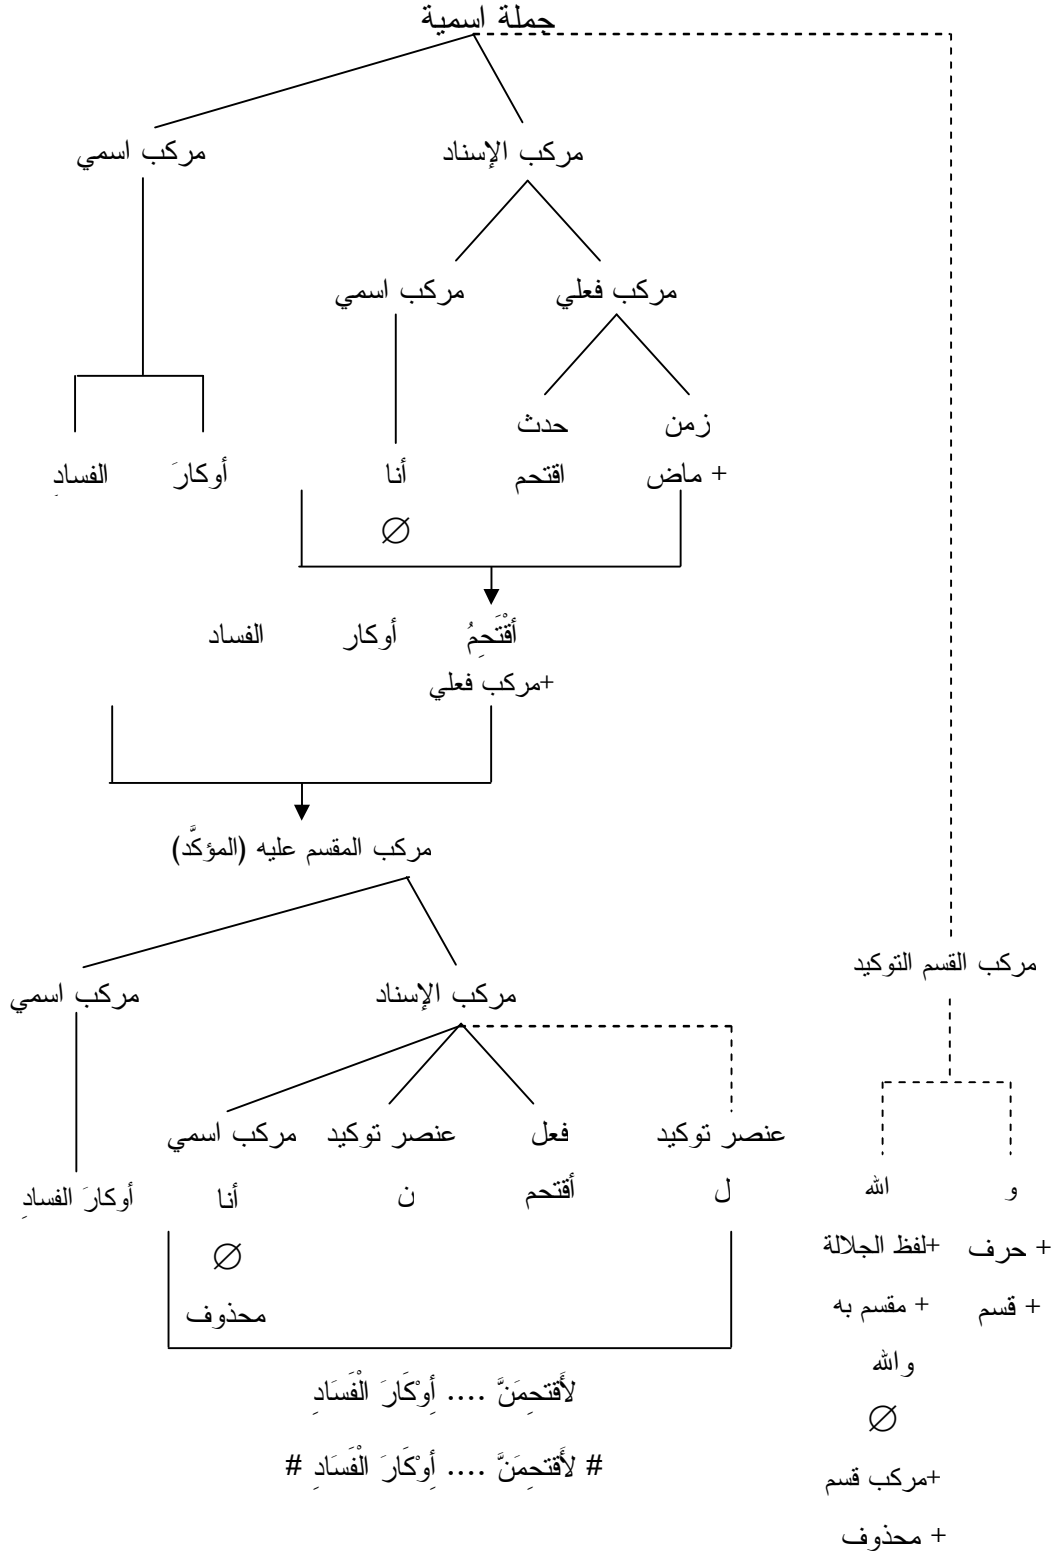 جملة اسمية
مركب الإسناد مركب اسمي
مركب فعلي مركب اسمي
زمن حدث
+ ماض اقتحم أنا أوكارَ الفسادِ
∅
أقْتَحِمُ أوكار الفساد
+مركب فعلي
مركب المقسم عليه (المؤكَّد)
مركب القسم التوكيد
مركب الإسناد مركب اسمي
عنصر توكيد فعل عنصر توكيد مركب اسمي
و الله ل أقتحم ن أنا أوكارَ الفسادِ
+ حرف +لفظ الجلالة ∅
+ قسم + مقسم به محذوف
والله
لأَقتحِمَنَّ .... أِوْكَارَ الْفَسَادِ
∅
# لأَقتحِمَنَّ .... أِوْكَارَ الْفَسَادِ #
+مركب قسم
+ محذوف